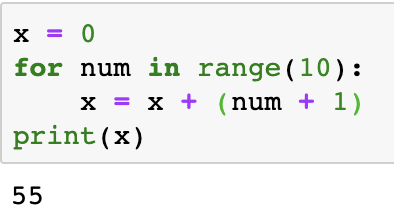 x = 0
for num in range(10):
    x = x + (num + 1)
print(x)
55